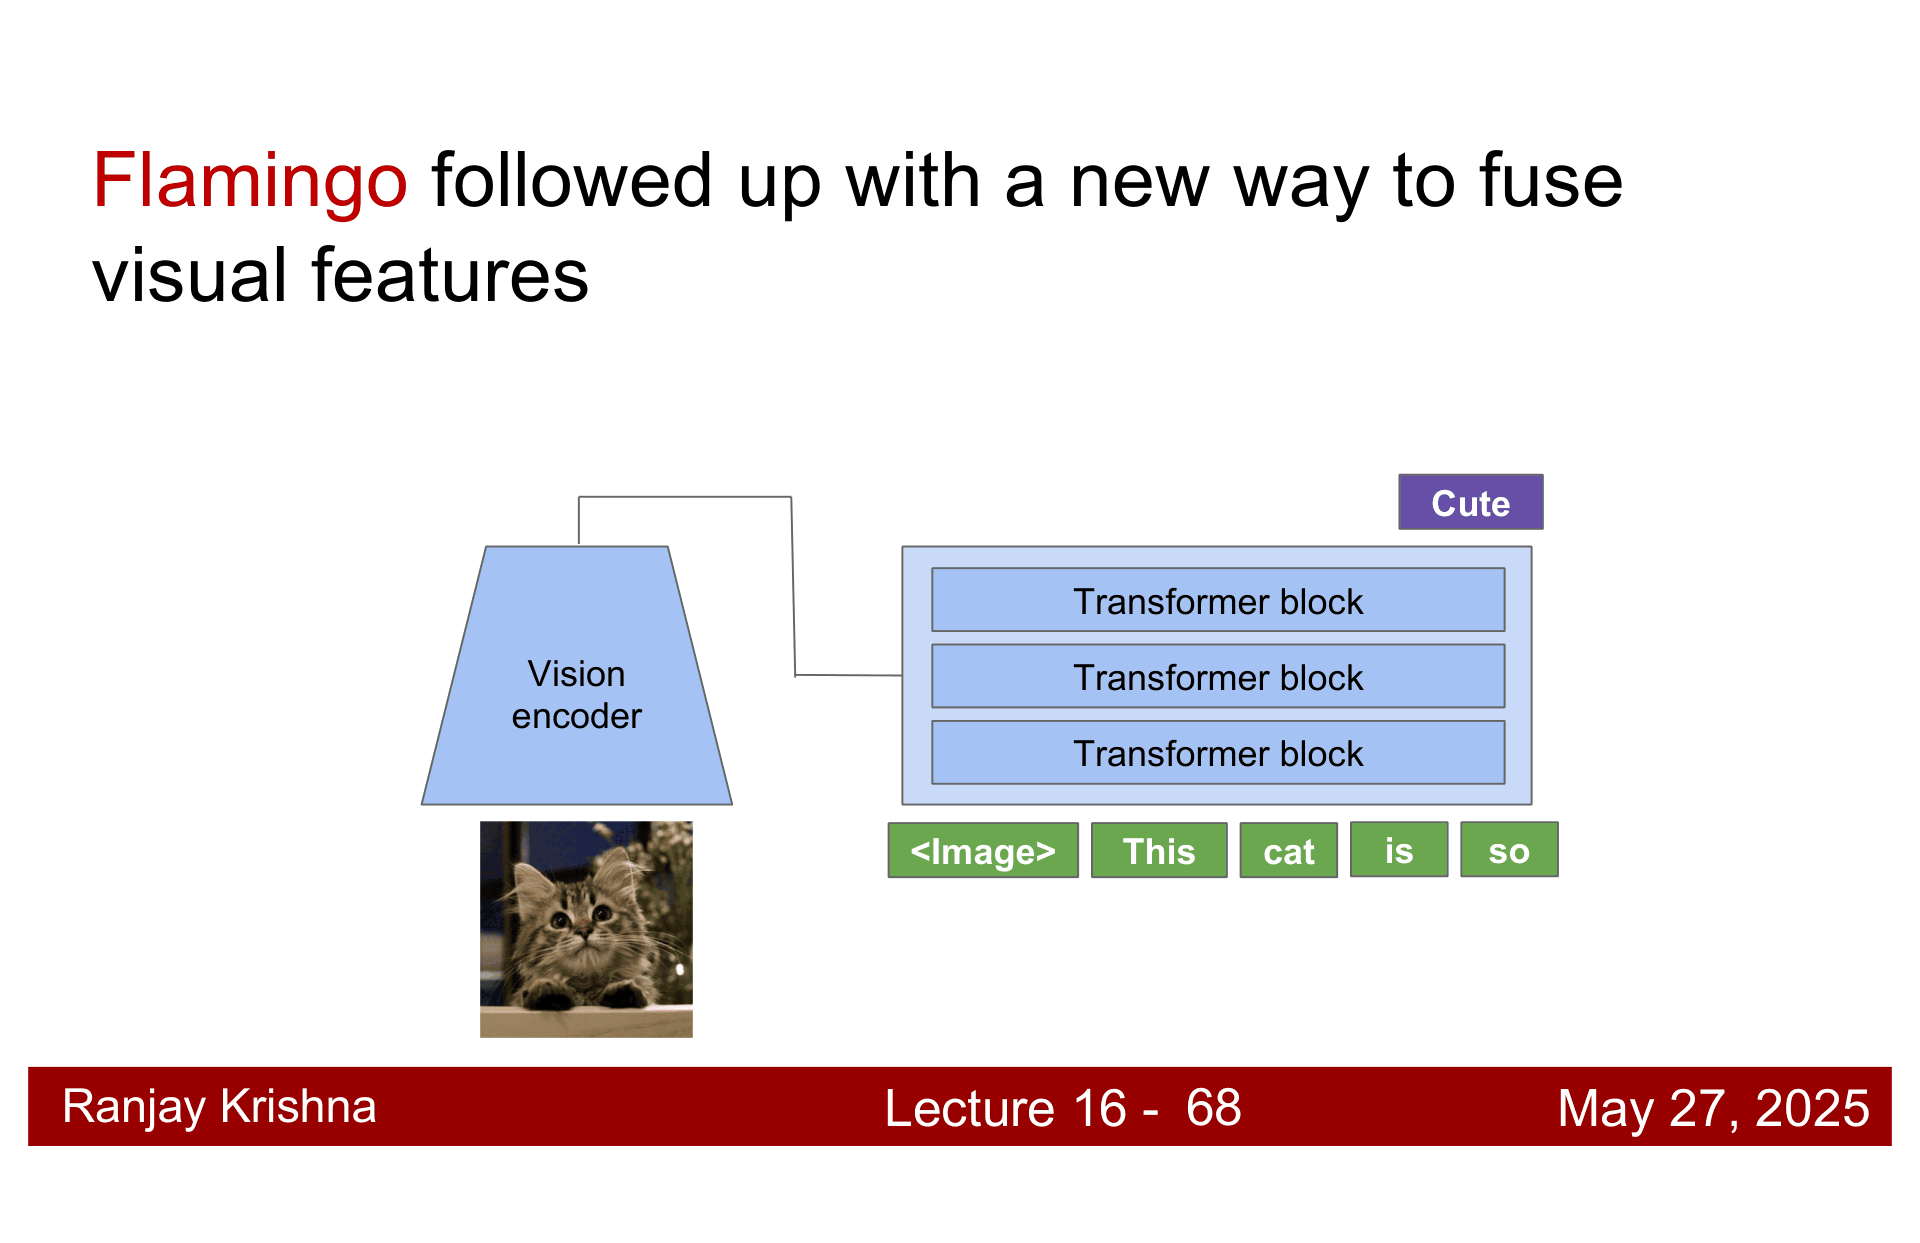 Flamingo followed up with a new way to fuse
visual features
Cute
Transformer block
Transformer block
Transformer block
Vision
encoder
<Image> This cat is so
Ranjay Krishna Lecture 16 - 68 May 27, 2025